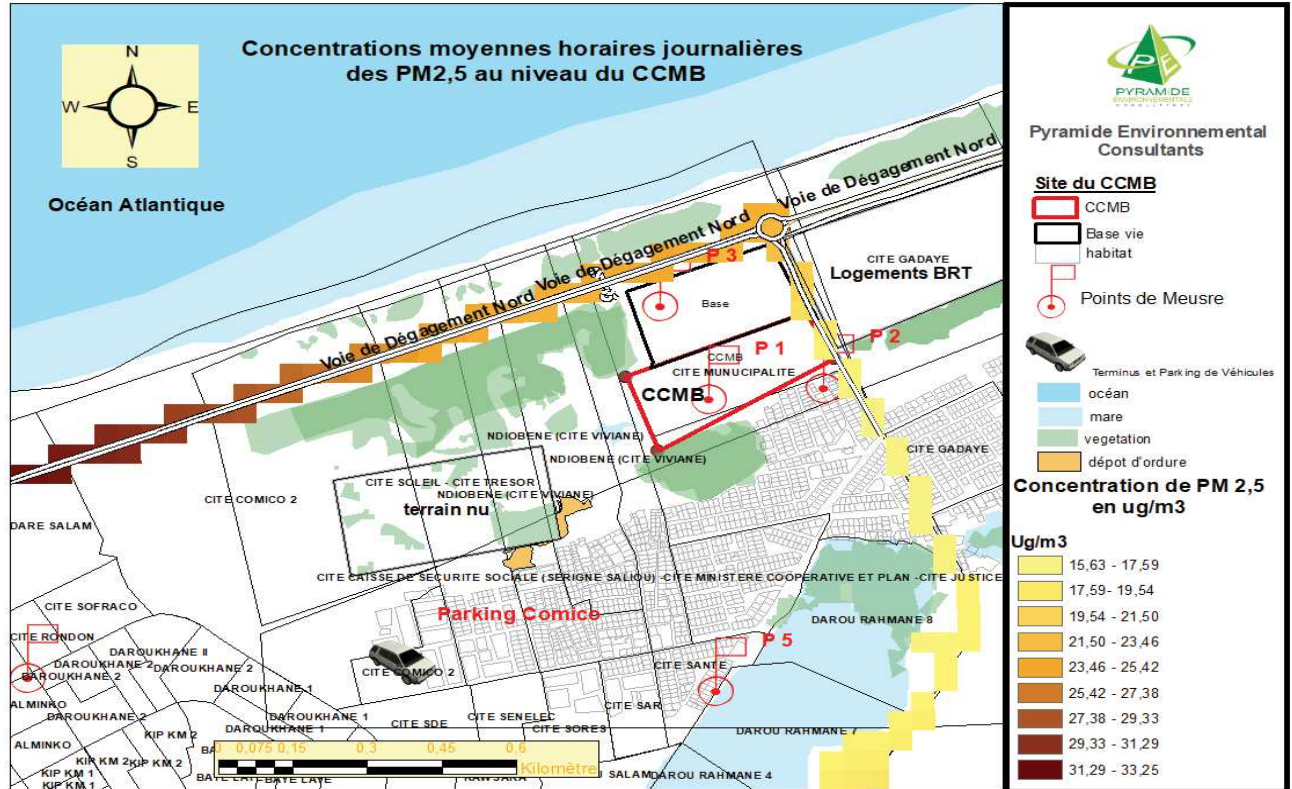 Concentrations moyennes horaires journalières
des PM2,5 au niveau du CCMB
N
W
E
S
Océan Atlantique
Voie de Dégagement Nord
Voie de Dégagement Nord
Voie de Dégagement Nord
CITE GADAYE
Logements BRT
P 3
Base
P 1
P 2
CCMB
CITE MUNUCIPALITE
CCMB
NDIOBENE (CITE VIVIANE)
NDIOBENE (CITE VIVIANE)
CITE GADAYE
CITE SOLEIL - CITE TRESOR
NDIOBENE (CITE VIVIANE)
terrain nu
CITE COMICO 2
DARE SALAM
CITE CAISSE DE SECURITE SOCIALE (SERIGNE SALIOU) -CITE MINISTERE COOPERATIVE ET PLAN -CITE JUSTICE
CITE SOFRACO
Parking Comico
DAROU RAHMANE 8
CITE RONDON
P 5
DAROUKHANE II
DAROUKHANE 2
DAROUKHANE 2
DAROUKHANE 2
CITE SANTE
CITE COMICO 2
DAROUKHANE 1
ALMINKO
DAROUKHANE 2
DAROUKHANE 1
DAROUKHANE 1
CITE SDE
CITE SENELEC
CITE SAR
CITE SORES
DAROU RAHMANE 7
ALMINKO
KIP KM 2
KIP KM 2
KIP KM 2
KIP KM 1
KIP KM 1
BAYE LAYE
SALAM
DAROU RAHMANE 4
0 0,075 0,15 0,3 0,45 0,6
Kilomètre
PE
PYRAMIDE
ENVIRONNEMENTALE
Pyramide Environnemental
Consultants
Site du CCMB
CCMB
Base vie
habitat
Points de Meusre
Terminus et Parking de Véhicules
océan
mare
vegetation
dépot d'ordure
Concentration de PM 2,5
en ug/m3
Ug/m3
15,63 - 17,59
17,59- 19,54
19,54 - 21,50
21,50 - 23,46
23,46 - 25,42
25,42 - 27,38
27,38 - 29,33
29,33 - 31,29
31,29 - 33,25